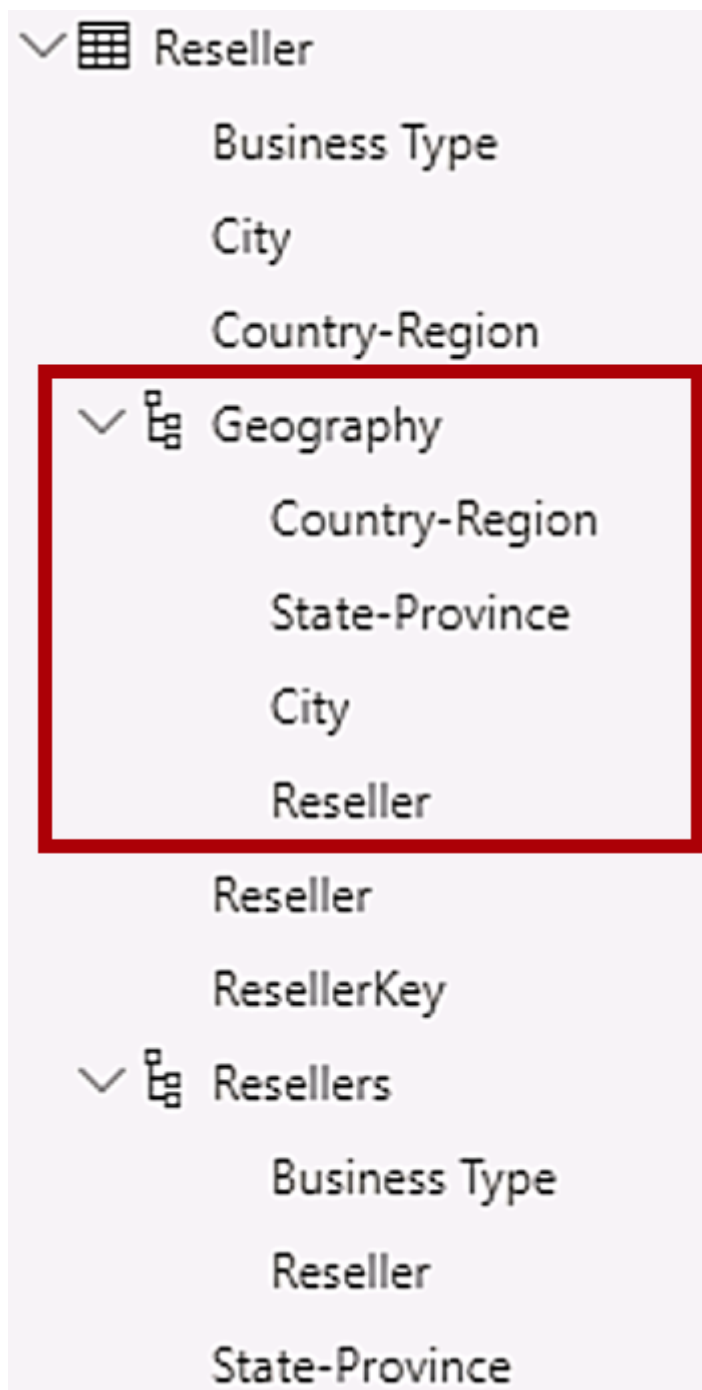 Reseller
Business Type
City
Country-Region
Geography
Country-Region
State-Province
City
Reseller
Reseller
ResellerKey
Resellers
Business Type
Reseller
State-Province